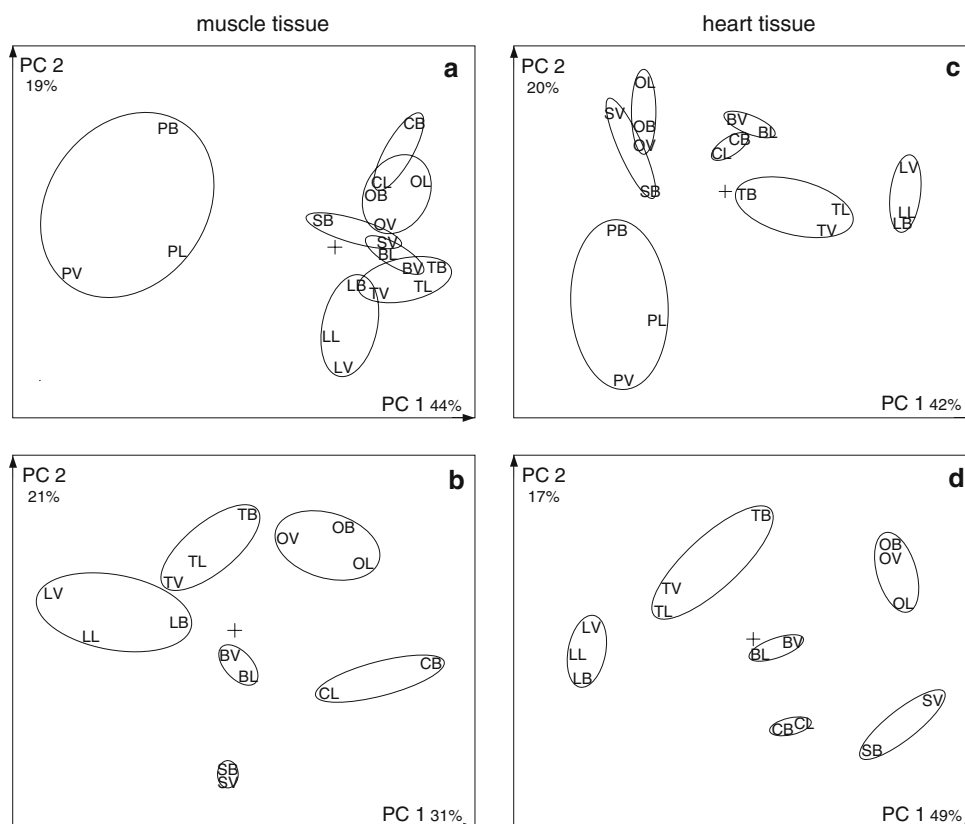 muscle tissue
heart tissue
PC 2
19%
a
PB
PL
PV
CB
CL
OL
OB
OV
SB
SV
BL
BV
TB
LB
TV
TL
LL
LV
PC 1 44%
PC 2
20%
c
OL
SV
OB
OV
SB
BV
BL
CB
CL
LV
TB
TL
LL
LB
TV
PB
PL
PV
PC 1 42%
PC 2
21%
b
TB
OV
OB
OL
TL
TV
LV
LB
LL
BV
BL
CB
CL
SB
SV
PC 1 31%
PC 2
17%
d
TB
OB
OV
OL
TV
TL
LV
LL
LB
BV
BL
SV
CB
CL
SB
PC 1 49%